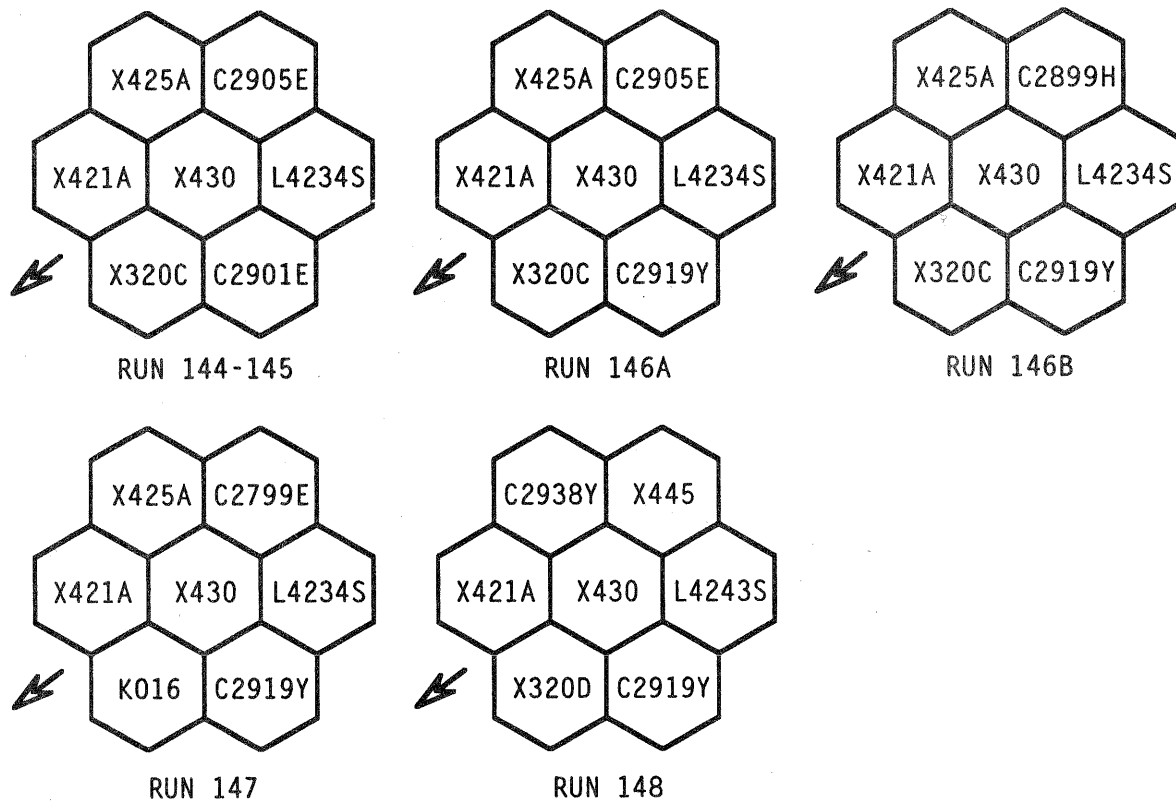 X425A C2905E
X421A X430 L4234S
X320C C2901E
RUN 144-145
X425A C2905E
X421A X430 L4234S
X320C C2919Y
RUN 146A
X425A C2899H
X421A X430 L4234S
X320C C2919Y
RUN 146B
X425A C2799E
X421A X430 L4234S
K016 C2919Y
RUN 147
C2938Y X445
X421A X430 L4243S
X320D C2919Y
RUN 148